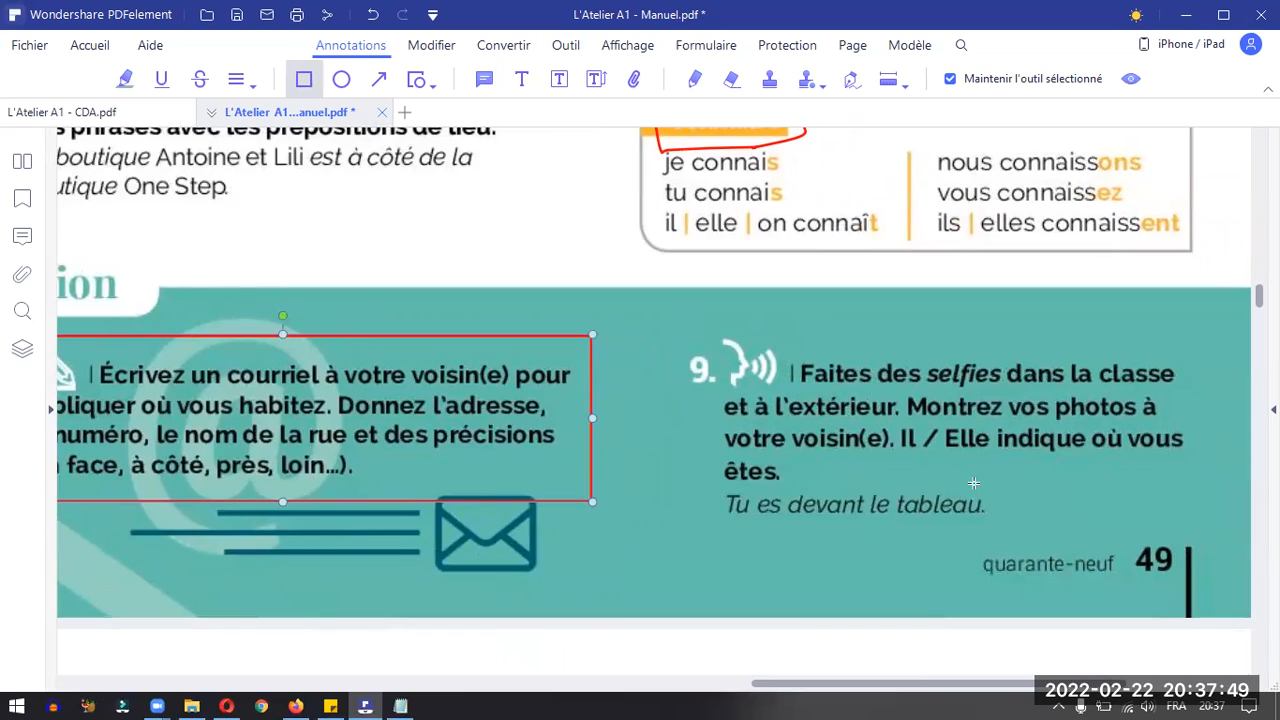 Wondershare PDFelement
L'Atelier A1 - Manuel.pdf *
Fichier Accueil Aide Annotations Modifier Convertir Outil Affichage Formulaire Protection Page Modèle iPhone / iPad
Maintenir l'outil sélectionné
L'Atelier A1 - CDA.pdf L'Atelier A1...anuel.pdf *
s phrases avec les prépositions de lieu.
boutique Antoine et Lili est à côté de la
utique One Step.
je connais
tu connais
il | elle | on connaît
nous connaissons
vous connaissez
ils | elles connaissent
ion
| Écrivez un courriel à votre voisin(e) pour
pliquer où vous habitez. Donnez l'adresse,
numéro, le nom de la rue et des précisions
face, à côté, près, loin...).
9. | Faites des selfies dans la classe
et à l'extérieur. Montrez vos photos à
votre voisin(e). Il / Elle indique où vous
êtes.
Tu es devant le tableau.
quarante-neuf 49
2022-02-22 20:37:49
FRA 20:37